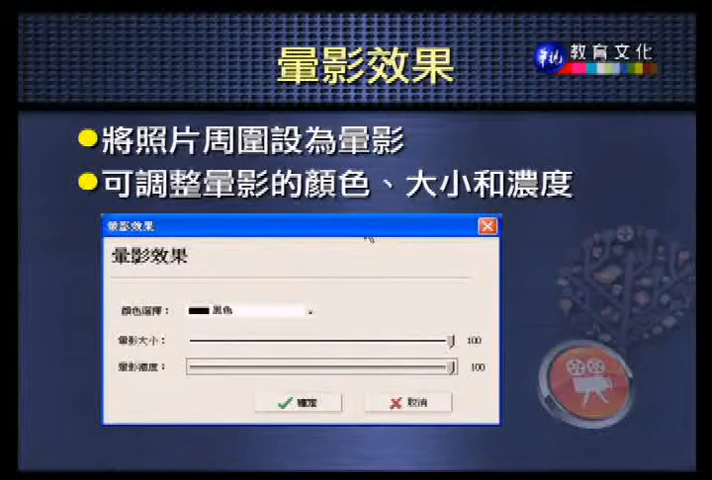 暈影效果
華視 教育文化
將照片周圍設為暈影
可調整暈影的顏色、大小和濃度
暈影效果
暈影效果
顏色選擇： 黑色
暈影大小： 100
暈影濃度： 100
確定 取消